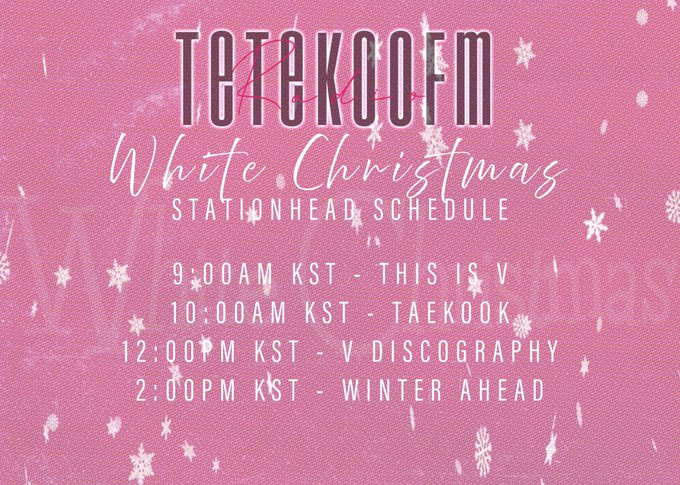 TETEKOOFM
Radio
White Christmas
STATIONHEAD SCHEDULE
9:00AM KST - THIS IS V
10:00AM KST - TAEKOOK
12:00PM KST - V DISCOGRAPHY
2:00PM KST - WINTER AHEAD